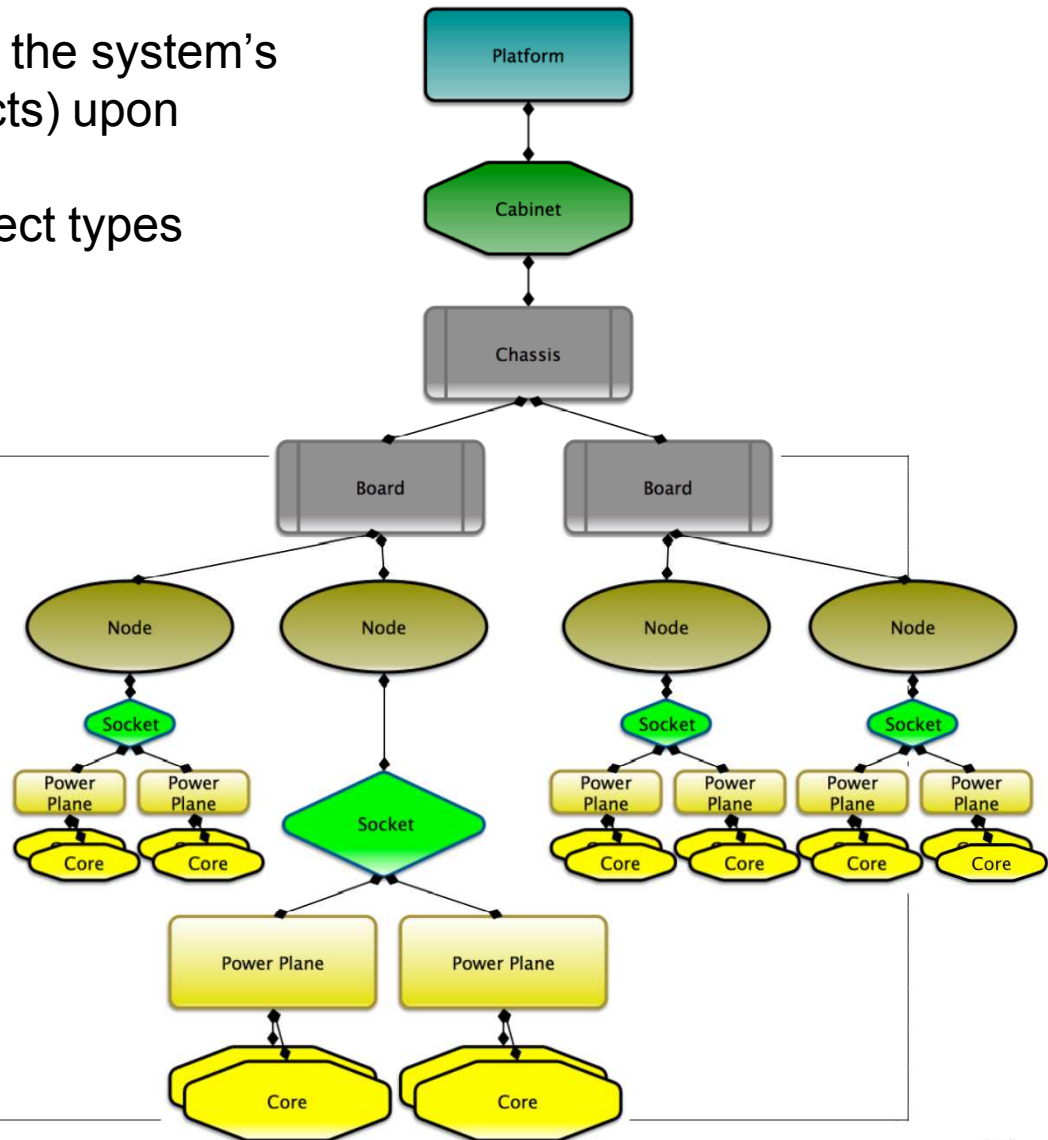 the system’s
cts) upon
ect types
Platform
Cabinet
Chassis
Board
Board
Node
Node
Node
Node
Socket
Socket
Socket
Power
Plane
Power
Plane
Power
Plane
Power
Plane
Power
Plane
Power
Plane
Socket
Core
Core
Core
Core
Core
Core
Power Plane
Power Plane
Core
Core